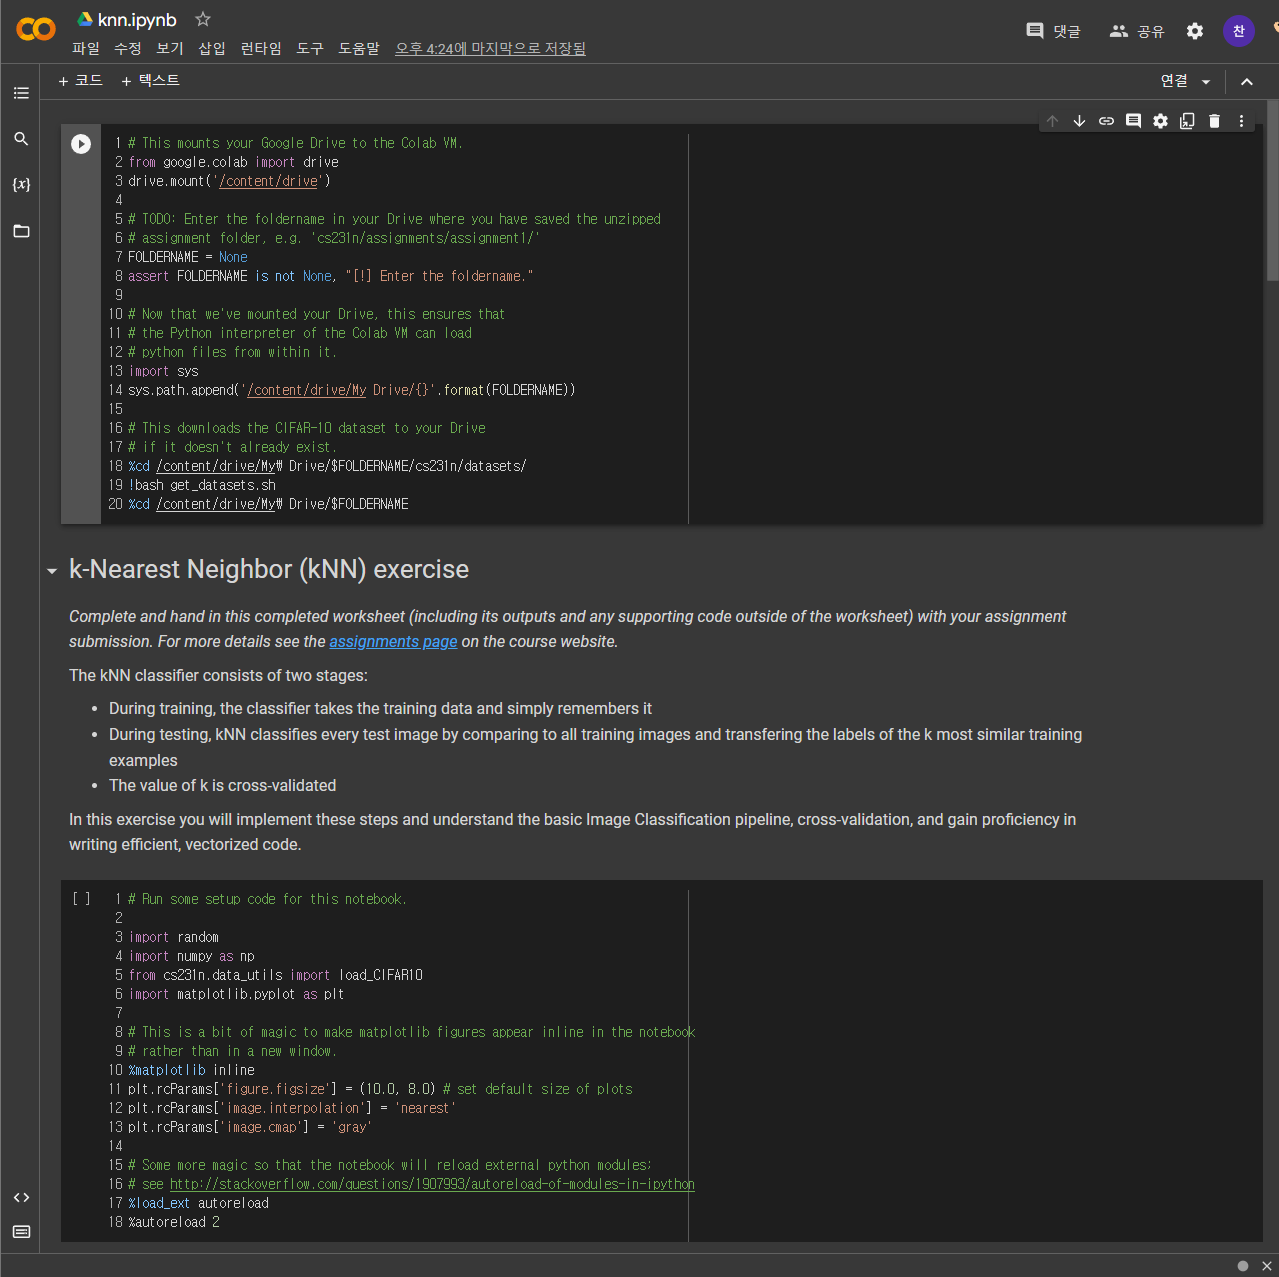 knn.ipynb
댓글
공유
찬
파일 수정 보기 삽입 런타임 도구 도움말 오후 4:24에 마지막으로 저장됨
+ 코드 + 텍스트
연결
1 # This mounts your Google Drive to the Colab VM.
2 from google.colab import drive
3 drive.mount('/content/drive')
4
5 # TODO: Enter the foldername in your Drive where you have saved the unzipped
6 # assignment folder, e.g. 'cs231n/assignments/assignment1/'
7 FOLDERNAME = None
8 assert FOLDERNAME is not None, "[!] Enter the foldername."
9
10 # Now that we've mounted your Drive, this ensures that
11 # the Python interpreter of the Colab VM can load
12 # python files from within it.
13 import sys
14 sys.path.append('/content/drive/My Drive/{}'.format(FOLDERNAME))
15
16 # This downloads the CIFAR-10 dataset to your Drive
17 # if it doesn't already exist.
18 %cd /content/drive/My₩ Drive/$FOLDERNAME/cs231n/datasets/
19 !bash get_datasets.sh
20 %cd /content/drive/My₩ Drive/$FOLDERNAME
k-Nearest Neighbor (kNN) exercise
Complete and hand in this completed worksheet (including its outputs and any supporting code outside of the worksheet) with your assignment
submission. For more details see the assignments page on the course website.
The kNN classifier consists of two stages:
• During training, the classifier takes the training data and simply remembers it
• During testing, kNN classifies every test image by comparing to all training images and transfering the labels of the k most similar training
examples
• The value of k is cross-validated
In this exercise you will implement these steps and understand the basic Image Classification pipeline, cross-validation, and gain proficiency in
writing efficient, vectorized code.
[ ] 1 # Run some setup code for this notebook.
2
3 import random
4 import numpy as np
5 from cs231n.data_utils import load_CIFAR10
6 import matplotlib.pyplot as plt
7
8 # This is a bit of magic to make matplotlib figures appear inline in the notebook
9 # rather than in a new window.
10 %matplotlib inline
11 plt.rcParams['figure.figsize'] = (10.0, 8.0) # set default size of plots
12 plt.rcParams['image.interpolation'] = 'nearest'
13 plt.rcParams['image.cmap'] = 'gray'
14
15 # Some more magic so that the notebook will reload external python modules;
16 # see http://stackoverflow.com/questions/1907993/autoreload-of-modules-in-ipython
17 %load_ext autoreload
18 %autoreload 2